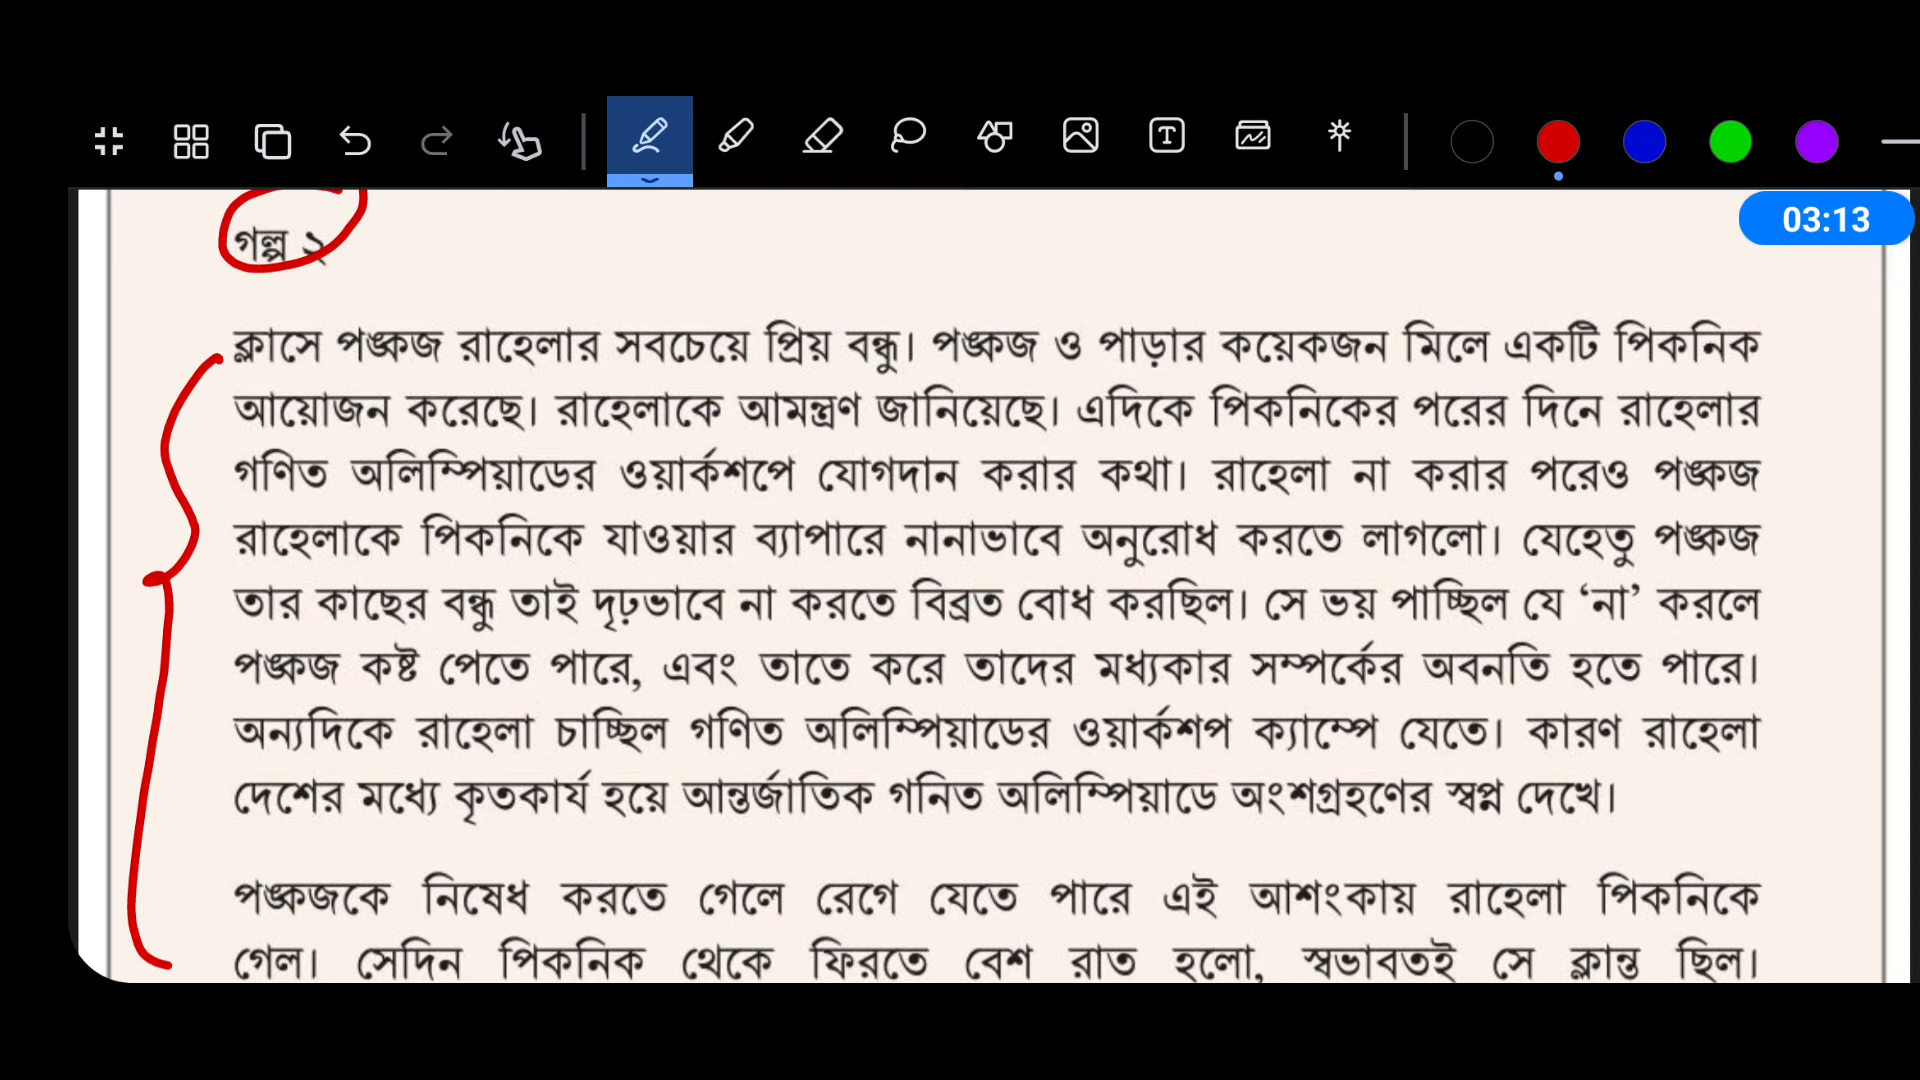 03:13
গল্প ২
ক্লাসে পঙ্কজ রাহেলার সবচেয়ে প্রিয় বন্ধু। পঙ্কজ ও পাড়ার কয়েকজন মিলে একটি পিকনিক
আয়োজন করেছে। রাহেলাকে আমন্ত্রণ জানিয়েছে। এদিকে পিকনিকের পরের দিনে রাহেলার
গণিত অলিম্পিয়াডের ওয়ার্কশপে যোগদান করার কথা। রাহেলা না করার পরেও পঙ্কজ
রাহেলাকে পিকনিকে যাওয়ার ব্যাপারে নানাভাবে অনুরোধ করতে লাগলো। যেহেতু পঙ্কজ
তার কাছের বন্ধু তাই দৃঢ়ভাবে না করতে বিব্রত বোধ করছিল। সে ভয় পাচ্ছিল যে ‘না’ করলে
পঙ্কজ কষ্ট পেতে পারে, এবং তাতে করে তাদের মধ্যকার সম্পর্কের অবনতি হতে পারে।
অন্যদিকে রাহেলা চাচ্ছিল গণিত অলিম্পিয়াডের ওয়ার্কশপ ক্যাম্পে যেতে। কারণ রাহেলা
দেশের মধ্যে কৃতকার্য হয়ে আন্তর্জাতিক গনিত অলিম্পিয়াডে অংশগ্রহণের স্বপ্ন দেখে।
পঙ্কজকে নিষেধ করতে গেলে রেগে যেতে পারে এই আশংকায় রাহেলা পিকনিকে
গেল। সেদিন পিকনিক থেকে ফিরতে বেশ রাত হলো, স্বভাবতই সে ক্লান্ত ছিল।